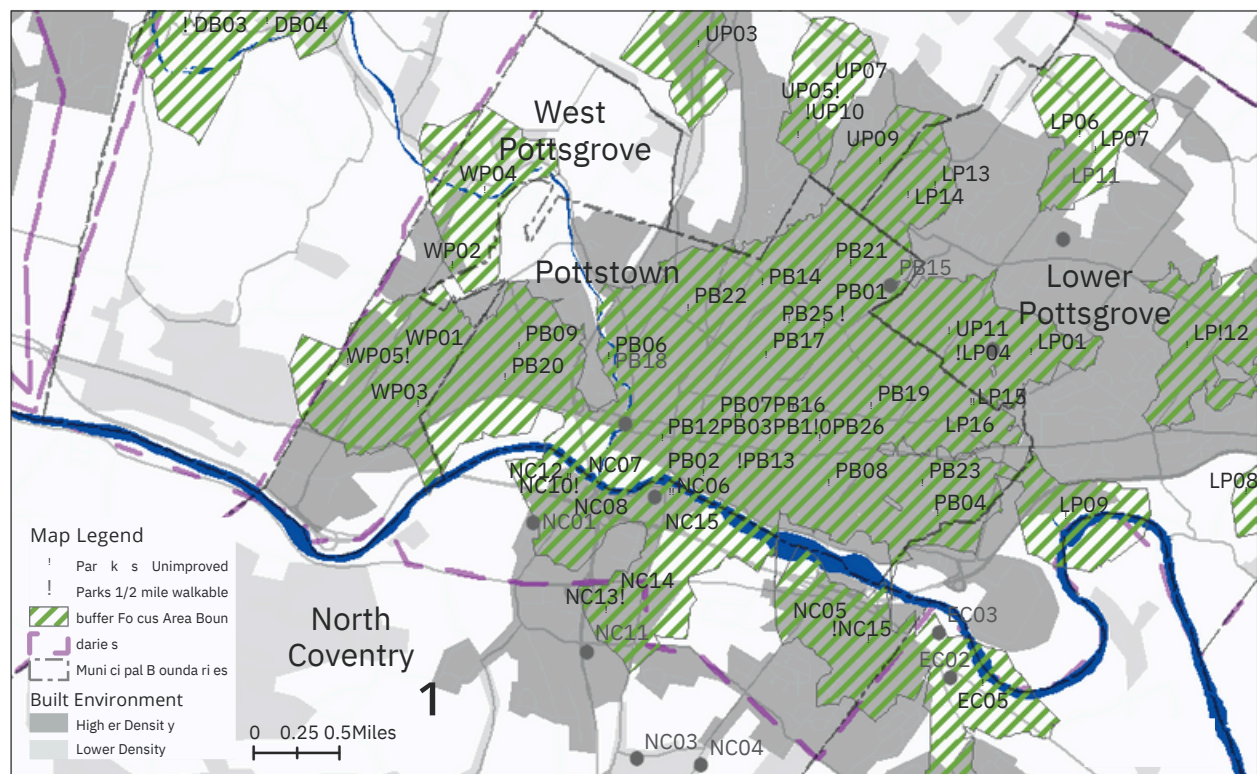 !DB03
DB04
UP03
UP07
UP05!
!UP10
West
Pottsgrove
LP06
LP07
UP09
WP04
LP13
LP11
LP14
WP02
PB21
Pottstown
PB14
PB15
Lower
Pottsgrove
PB22
PB01
PB25 !
WP01
PB09
UP11
LP!12
PB06
PB17
LP01
WP05!
PB18
!LP04
PB20
WP03
PB19
LP15
PB07PB16
LP16
PB12PB03PB11!0PB26
NC07
PB02
!PB13
NC12
PB08
PB23
LP08
NC10!
NC06
NC08
PB04
LP09
NC01
NC15
Map Legend
! Par k s Unimproved
! Parks 1/2 mile walkable
buffer Fo cus Area Boun
darie s
Muni ci pal B ounda ri es
Built Environment
High er Densit y
Lower Density
NC14
NC13!
NC05
EC03
North
Coventry
NC11
!NC15
EC02
1
EC05
0 0.25 0.5Miles
NC03
NC04